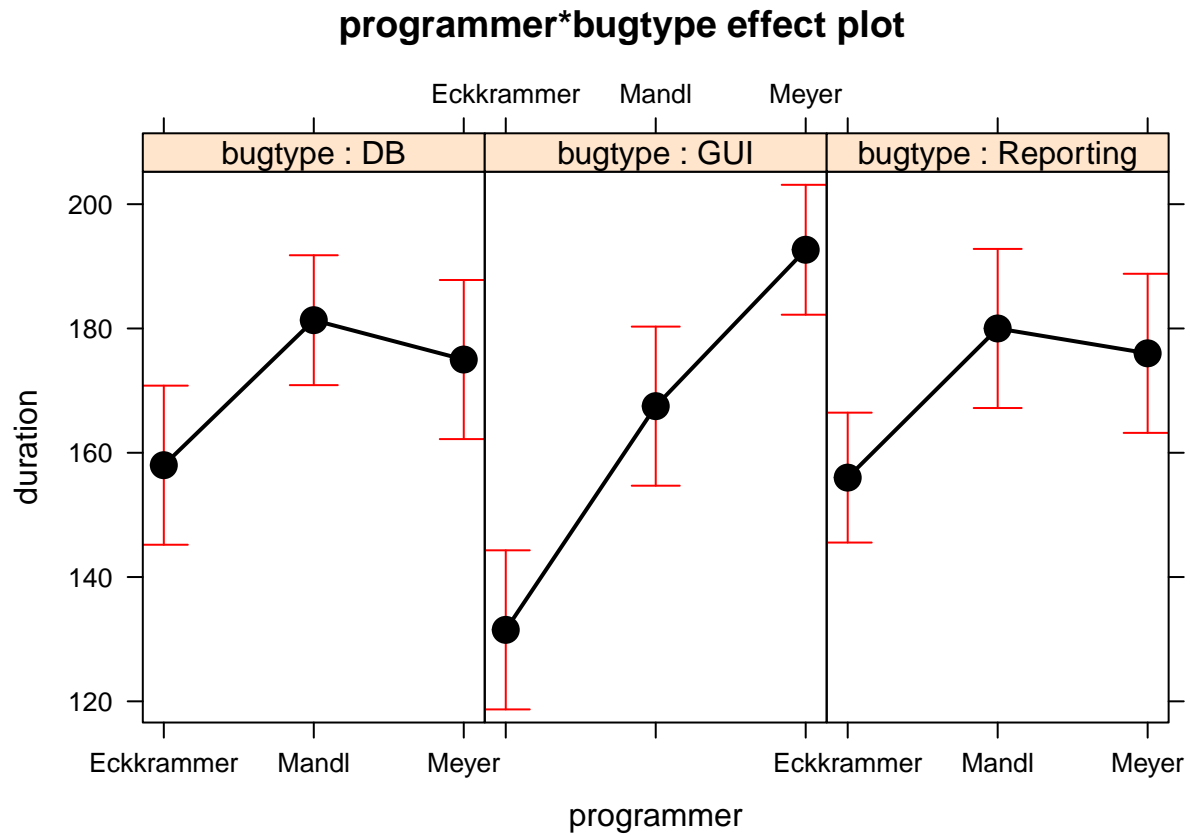 programmer*bugtype effect plot
Eckkrammer Mandl Meyer
bugtype : DB bugtype : GUI bugtype : Reporting
200
180
160
140
120
duration
Eckkrammer Mandl Meyer Eckkrammer Mandl Meyer
programmer